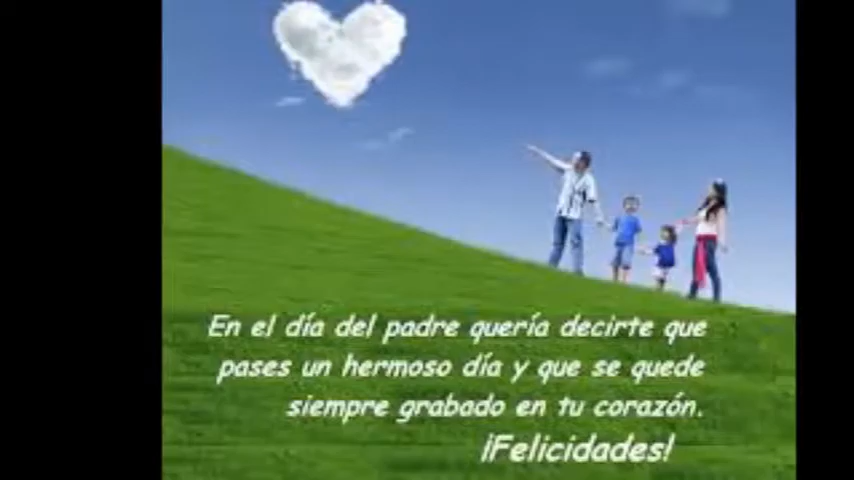 En el día del padre quería decirte que
pases un hermoso día y que se quede
siempre grabado en tu corazón.
¡Felicidades!